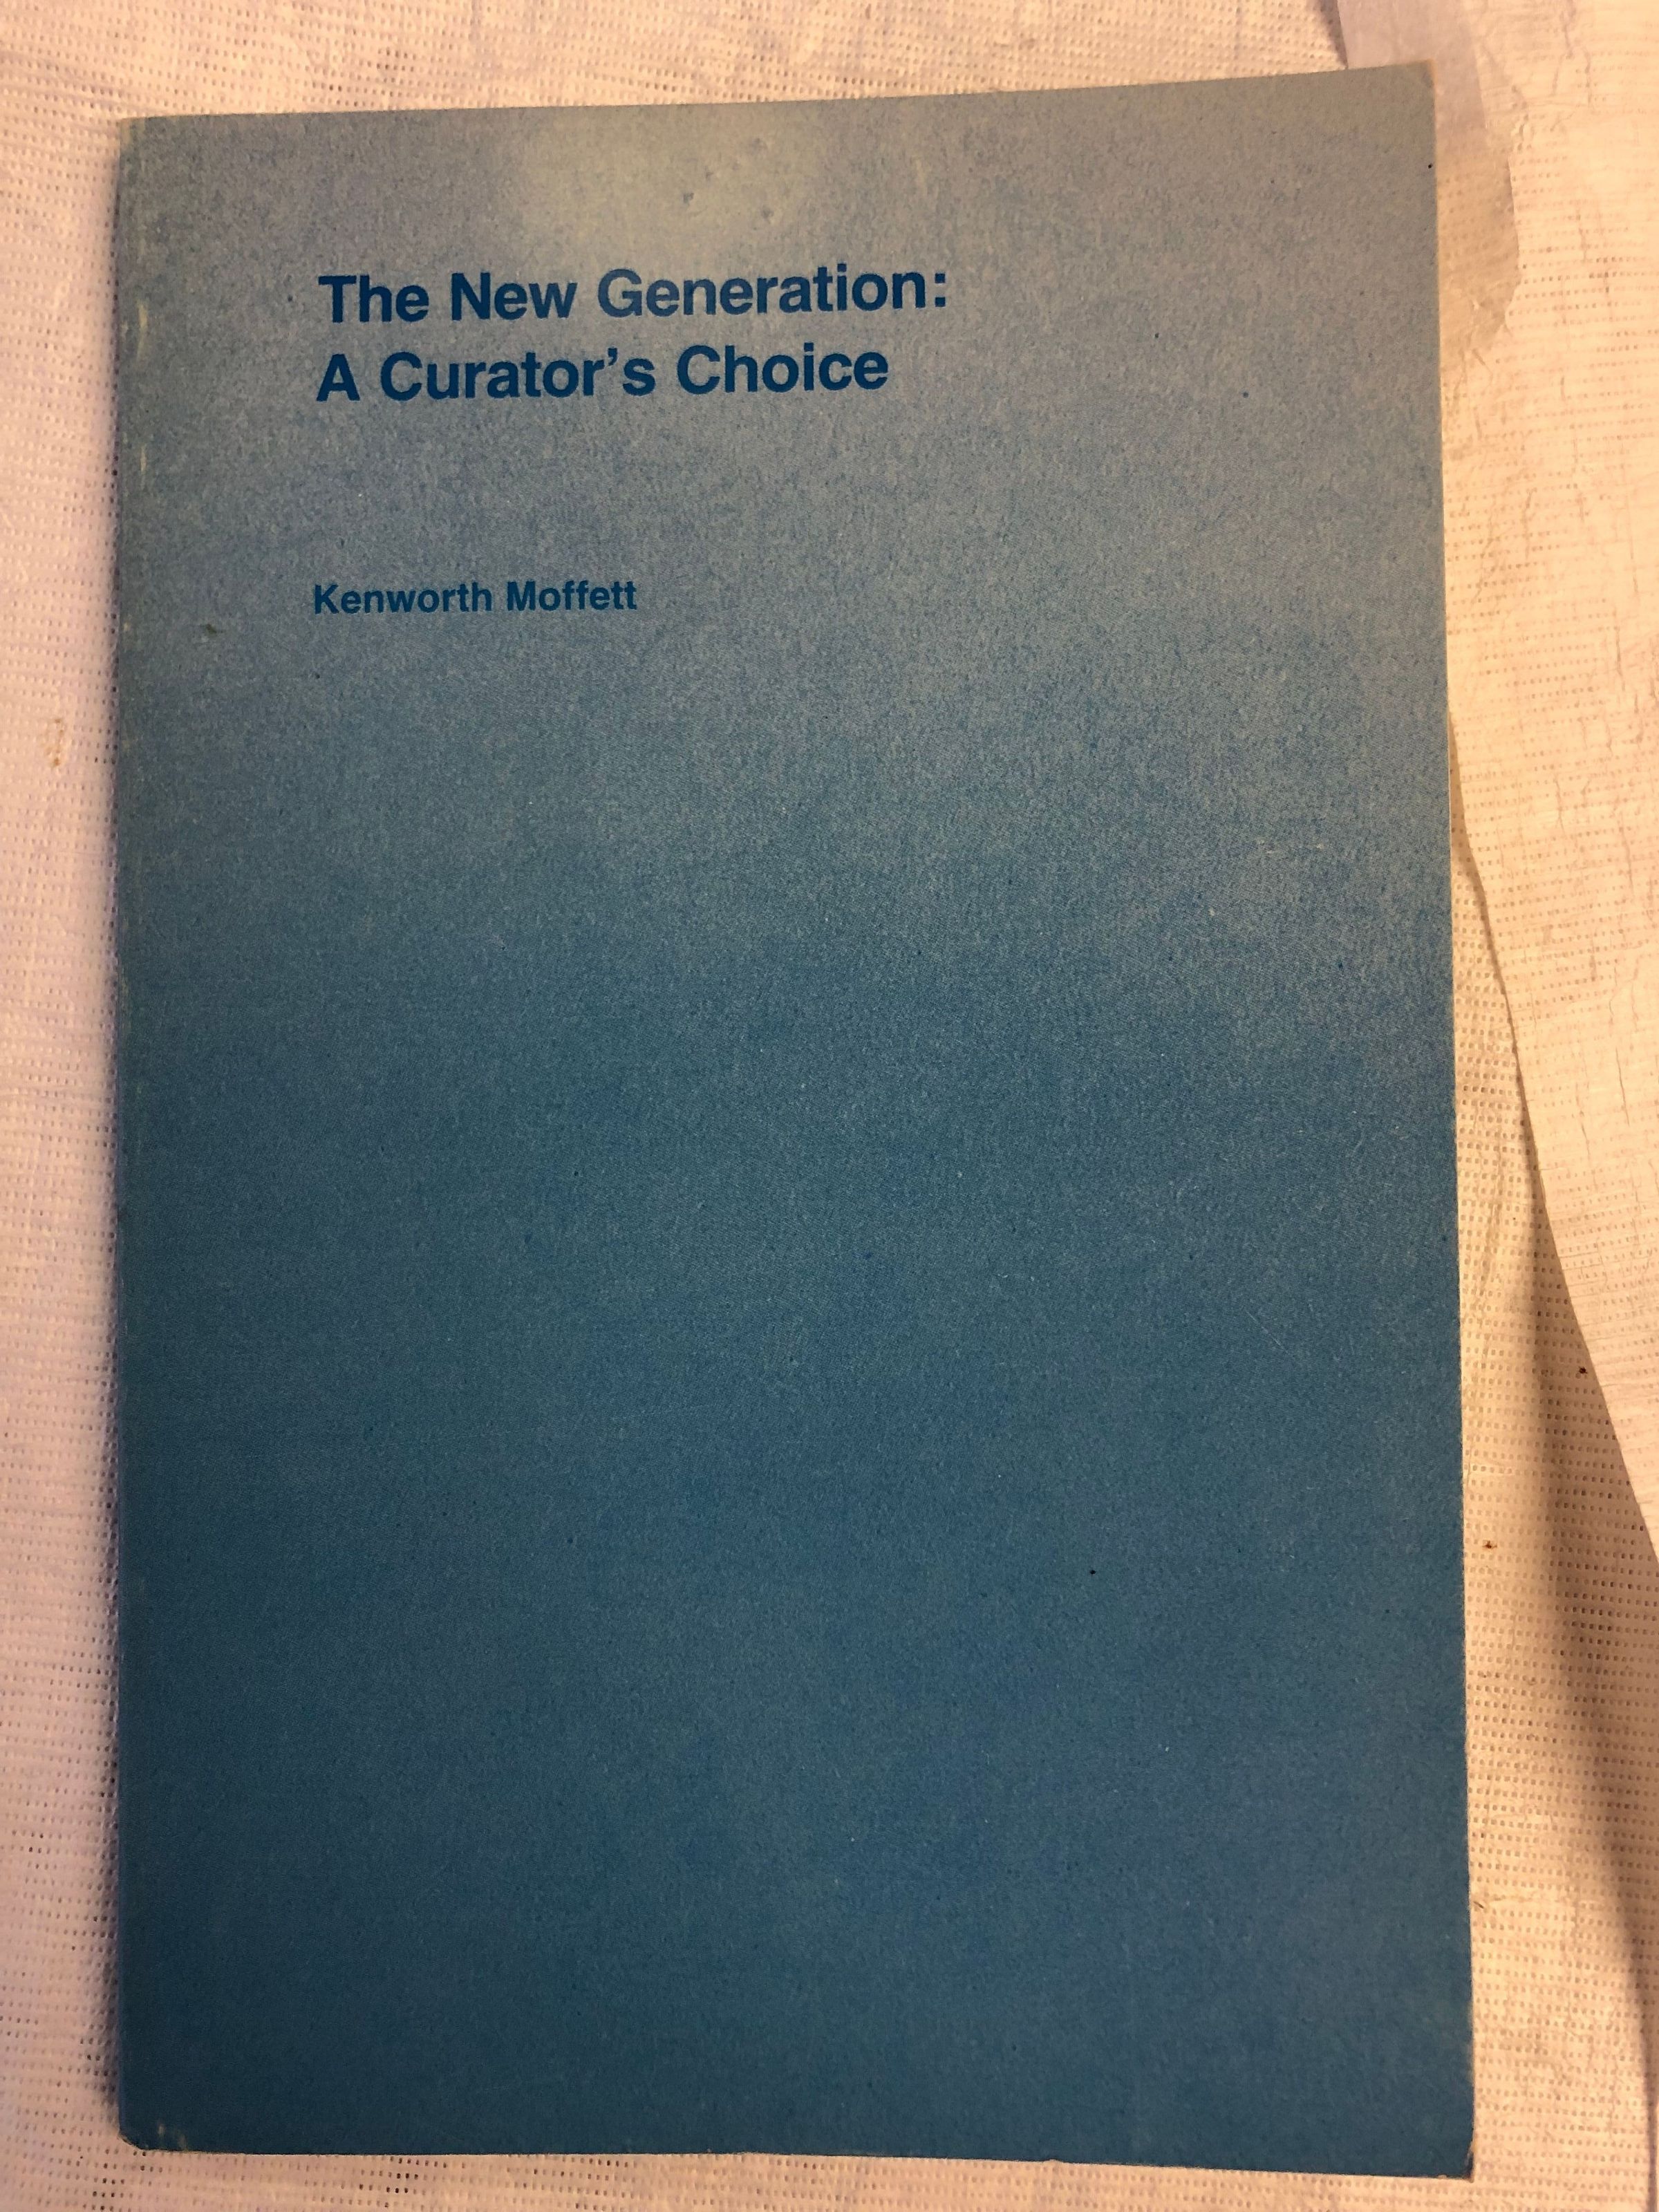 The New Generation:
A Curator's Choice
Kenworth Moffett